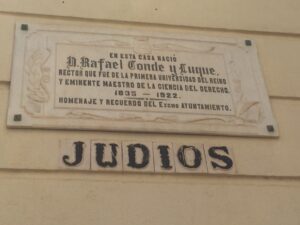 EN ESTA CASA NACIÓ
D. Rafael Conde y Luque,
RECTOR QUE FUE DE LA PRIMERA UNIVERSIDAD DEL REINO
Y EMINENTE MAESTRO DE LA CIENCIA DEL DERECHO.
1835 — 1922.
HOMENAJE Y RECUERDO DEL EXCMO AYUNTAMIENTO.
JUDIOS